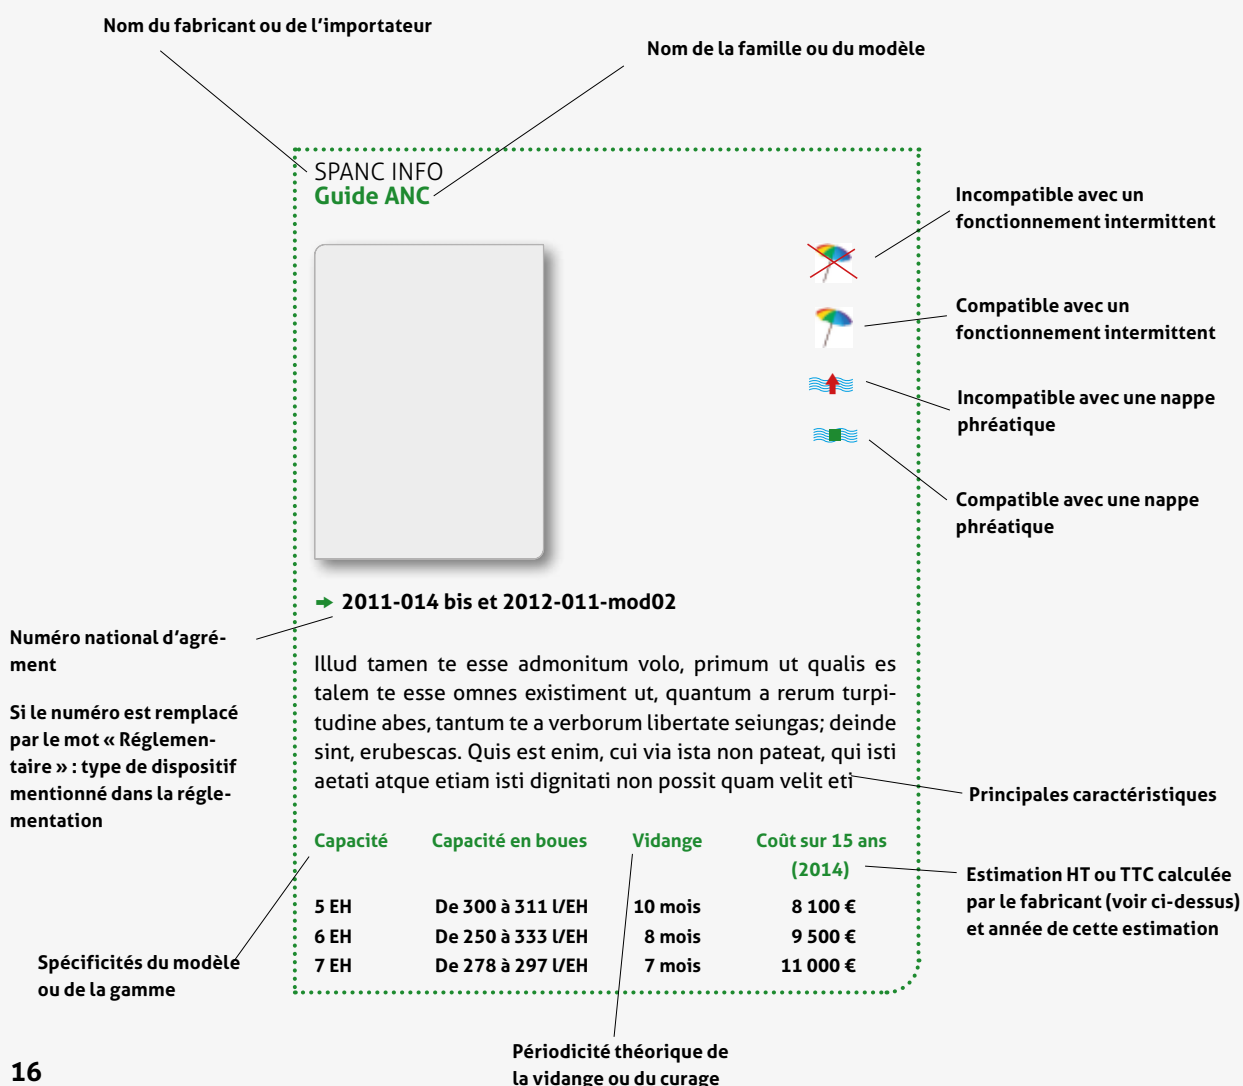 Nom du fabricant ou de l'importateur
Nom de la famille ou du modèle
SPANC INFO
Guide ANC
Incompatible avec un
fonctionnement intermittent
Compatible avec un
fonctionnement intermittent
Incompatible avec une nappe
phréatique
Compatible avec une nappe
phréatique
2011-014 bis et 2012-011-mod02
Numéro national d'agré-
ment
Si le numéro est remplacé
par le mot « Réglemen-
taire » : type de dispositif
mentionné dans la régle-
mentation
Illud tamen te esse admonitum volo, primum ut qualis es
talem te esse omnes existiment ut, quantum a rerum turpi-
tudine abes, tantum te a verborum libertate seiungas; deinde
sint, erubescas. Quis est enim, cui via ista non pateat, qui isti
aetati atque etiam isti dignitati non possit quam velit eti
Principales caractéristiques
Capacité Capacité en boues Vidange Coût sur 15 ans
(2014)
5 EH De 300 à 311 l/EH 10 mois 8 100 €
6 EH De 250 à 333 l/EH 8 mois 9 500 €
7 EH De 278 à 297 l/EH 7 mois 11 000 €
Estimation HT ou TTC calculée
par le fabricant (voir ci-dessus)
et année de cette estimation
Spécificités du modèle
ou de la gamme
Périodicité théorique de
la vidange ou du curage
16